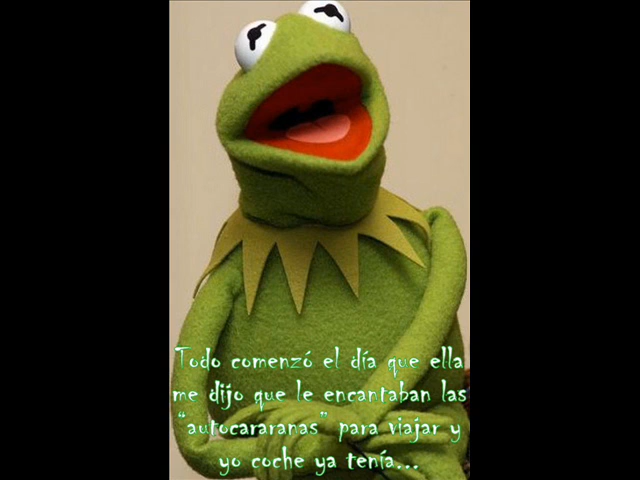 Todo comenzó el día que ella
me dijo que le encantaban las
“autocararanas” para viajar y
yo coche ya tenía...